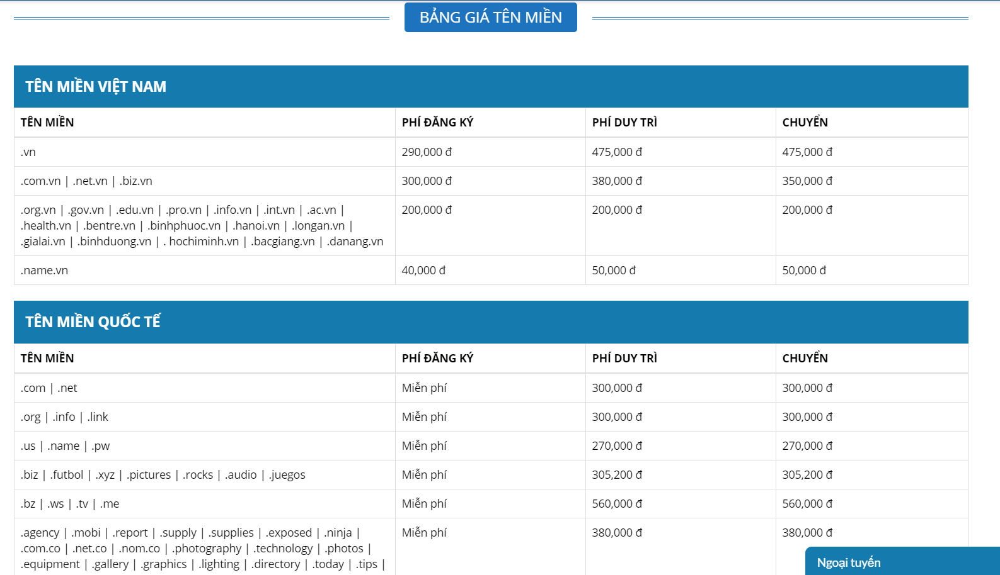 BẢNG GIÁ TÊN MIỀN
TÊN MIỀN VIỆT NAM
TÊN MIỀN PHÍ ĐĂNG KÝ PHÍ DUY TRÌ CHUYỂN
.vn 290,000 đ 475,000 đ 475,000 đ
.com.vn | .net.vn | .biz.vn 300,000 đ 380,000 đ 350,000 đ
.org.vn | .gov.vn | .edu.vn | .pro.vn | .info.vn | .int.vn | .ac.vn | 200,000 đ 200,000 đ 200,000 đ
.health.vn | .bentre.vn | .binhphuoc.vn | .hanoi.vn | .longan.vn |
.gialai.vn | .binhduong.vn | . hochiminh.vn | .bacgiang.vn | .danang.vn
.name.vn 40,000 đ 50,000 đ 50,000 đ
TÊN MIỀN QUỐC TẾ
TÊN MIỀN PHÍ ĐĂNG KÝ PHÍ DUY TRÌ CHUYỂN
.com | .net Miễn phí 300,000 đ 300,000 đ
.org | .info | .link Miễn phí 300,000 đ 300,000 đ
.us | .name | .pw Miễn phí 270,000 đ 270,000 đ
.biz | .futbol | .xyz | .pictures | .rocks | .audio | .juegos Miễn phí 305,200 đ 305,200 đ
.bz | .ws | .tv | .me Miễn phí 560,000 đ 560,000 đ
.agency | .mobi | .report | .supply | .supplies | .exposed | .ninja | Miễn phí 380,000 đ 380,000 đ
.com.co | .net.co | .nom.co | .photography | .technology | .photos |
.equipment | .gallery | .graphics | .lighting | .directory | .today | .tips |
Ngoại tuyến